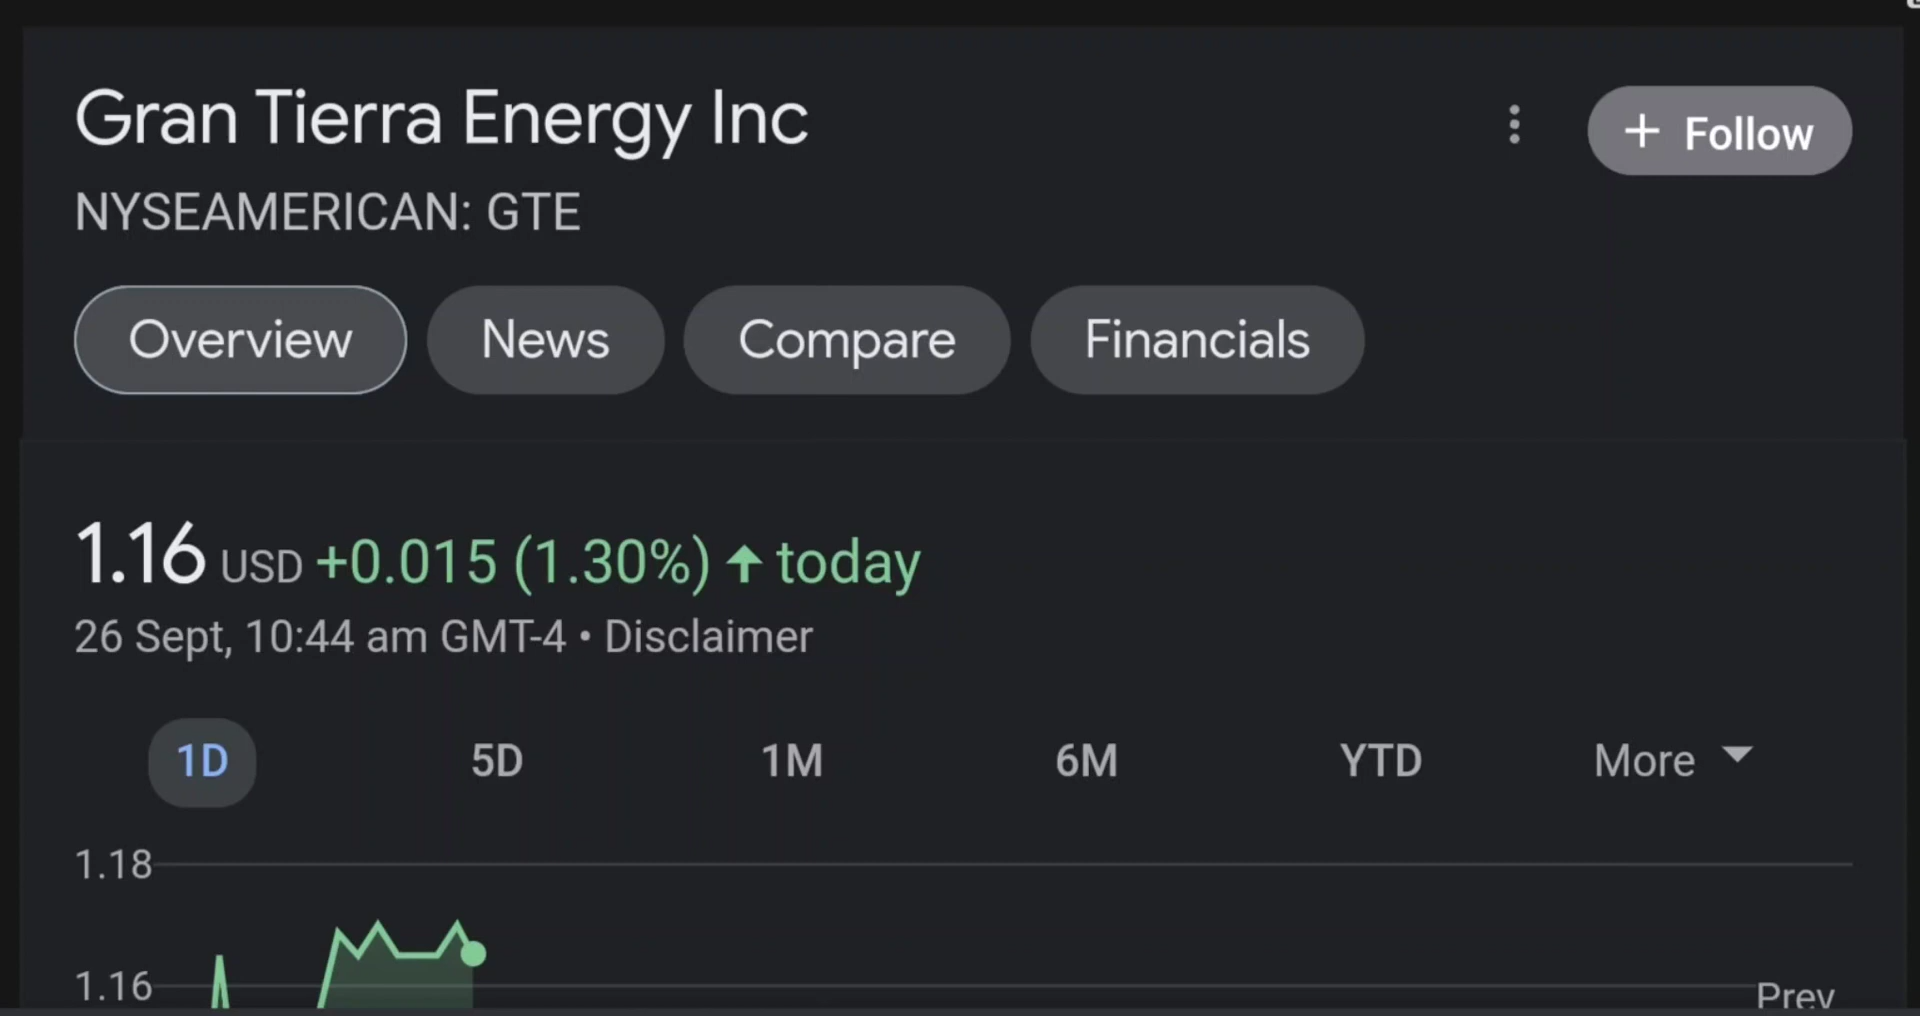 Gran Tierra Energy Inc
+ Follow
NYSEAMERICAN: GTE
Overview News Compare Financials
1.16 USD +0.015 (1.30%) ↑ today
26 Sept, 10:44 am GMT-4 • Disclaimer
1D 5D 1M 6M YTD More
1.18
1.16
Prev